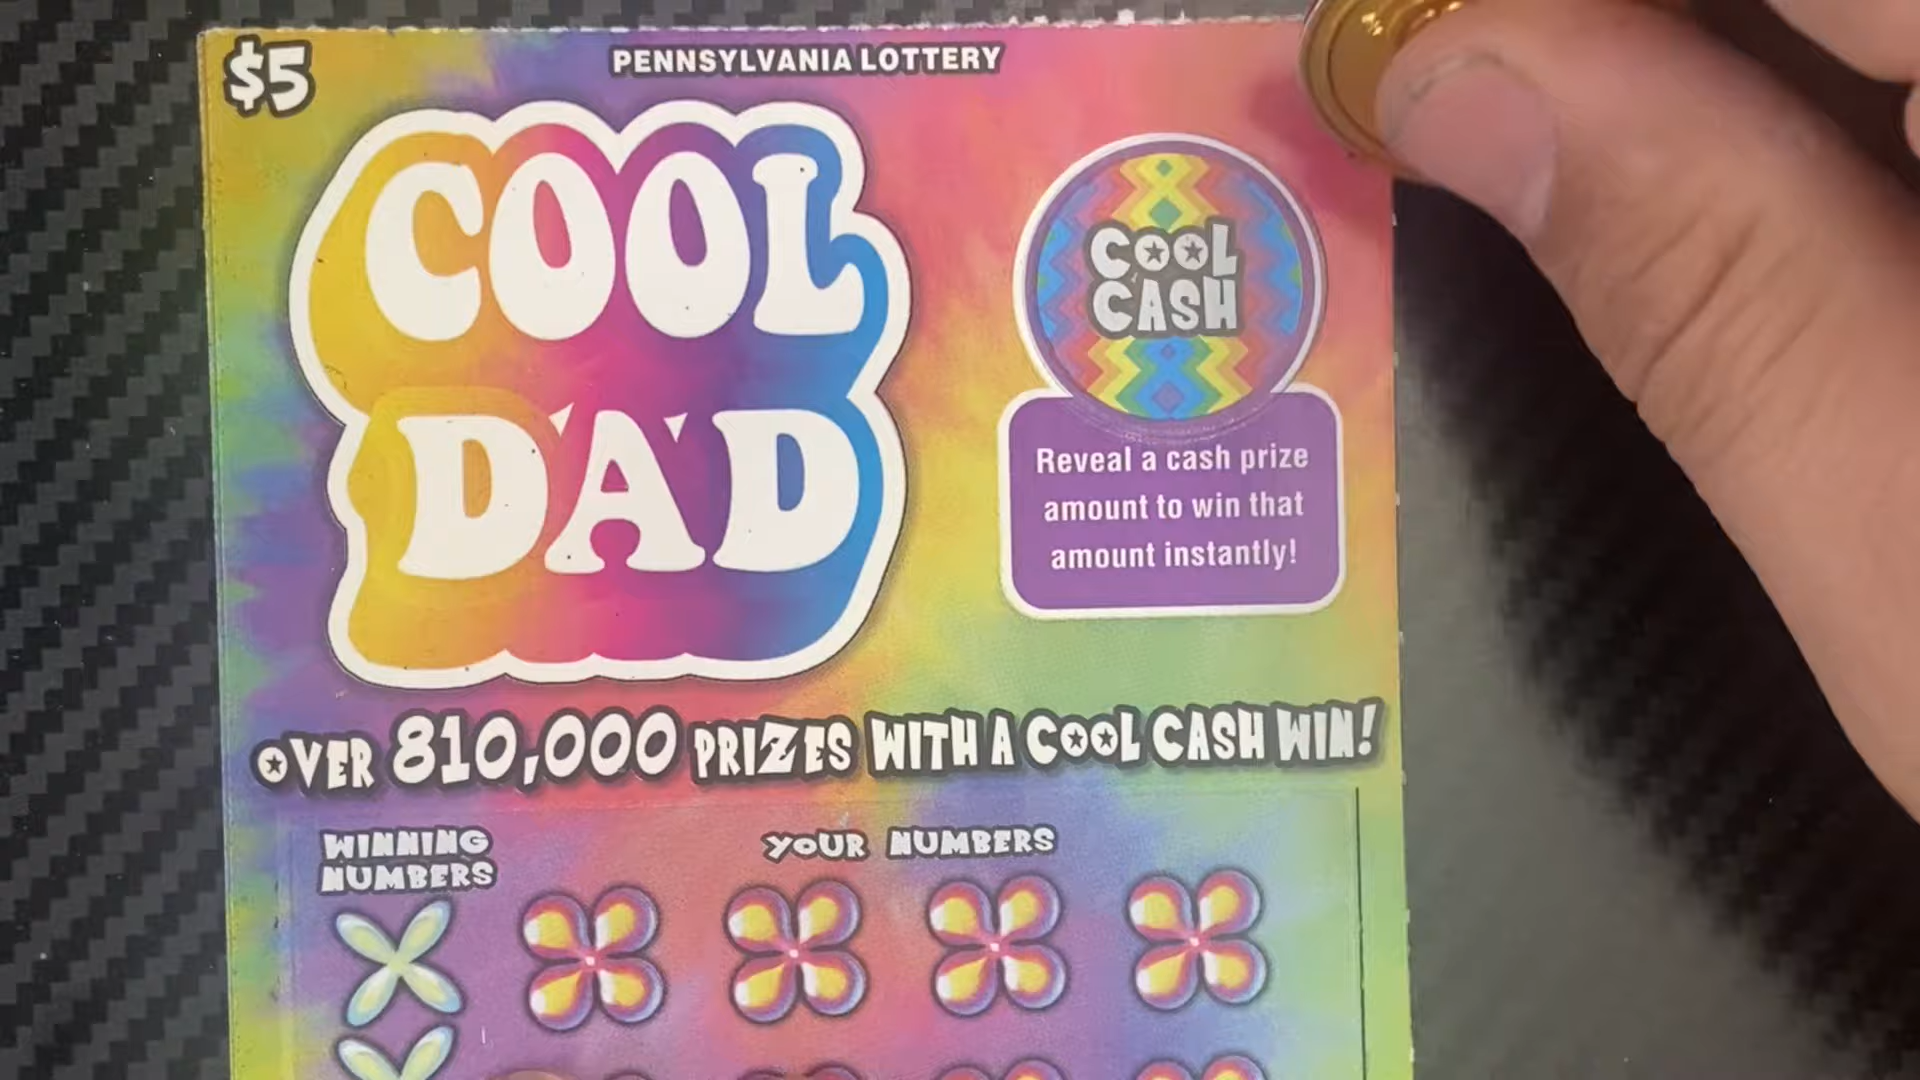 $5
PENNSYLVANIA LOTTERY
COOL
DAD
COOL
CASH
Reveal a cash prize
amount to win that
amount instantly!
OVER 810,000 PRIZES WITH A COOL CASH WIN!
WINNING
NUMBERS
YOUR NUMBERS